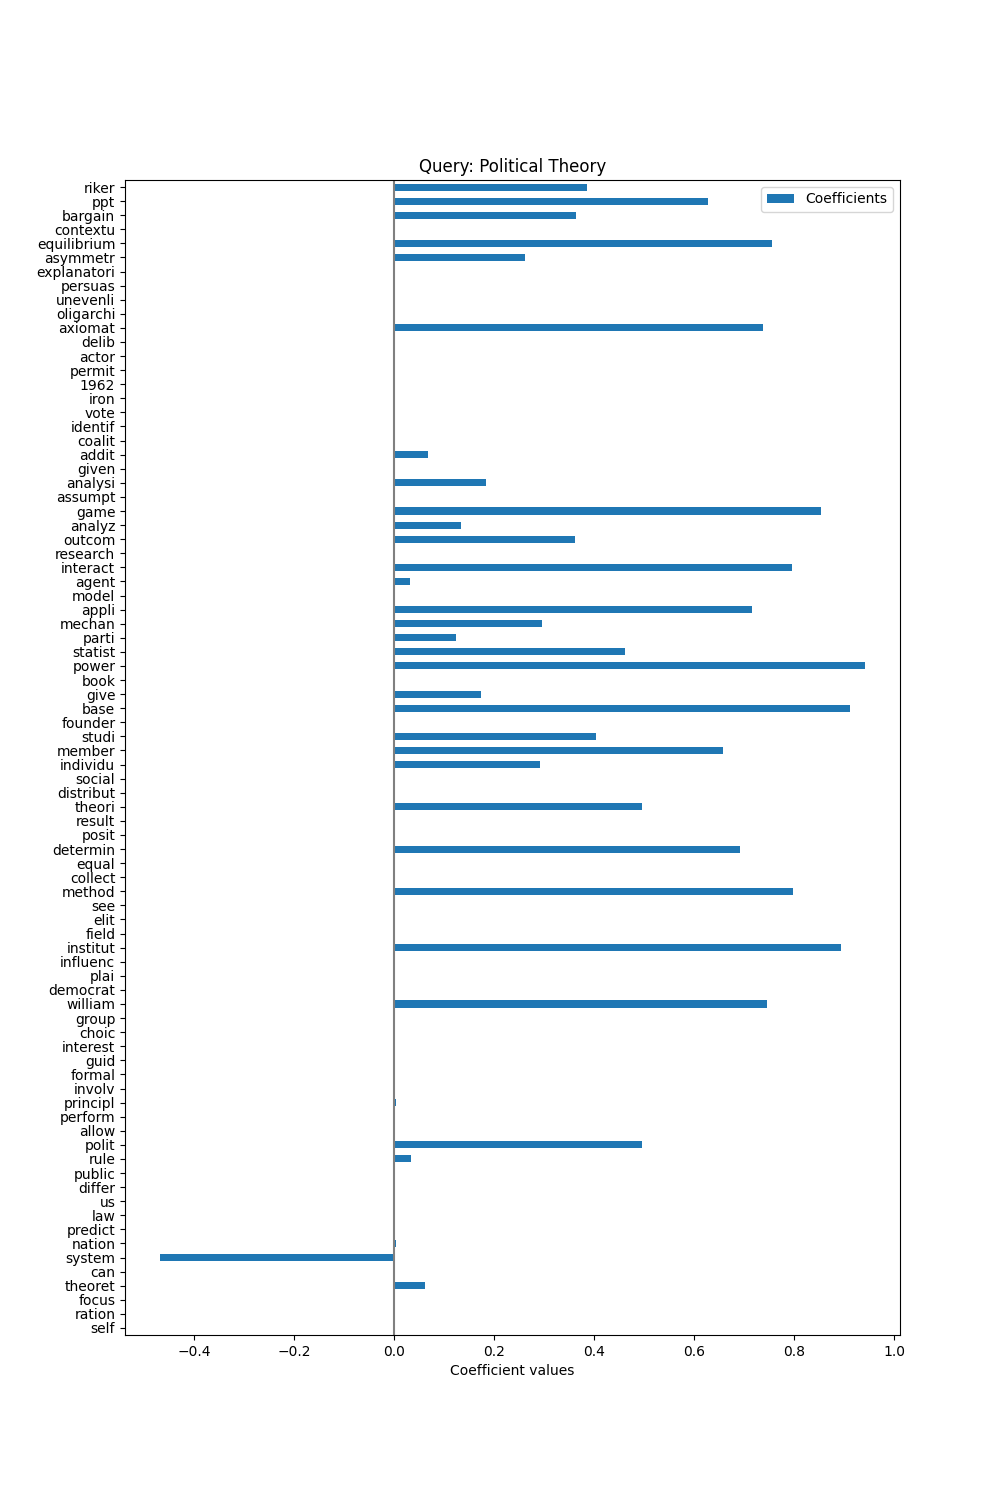 Query: Political Theory
Coefficients
riker
ppt
bargain
contextu
equilibrium
asymmetr
explanatori
persuas
unevenli
oligarchi
axiomat
delib
actor
permit
1962
iron
vote
identif
coalit
addit
given
analysi
assumpt
game
analyz
outcom
research
interact
agent
model
appli
mechan
parti
statist
power
book
give
base
founder
studi
member
individu
social
distribut
theori
result
posit
determin
equal
collect
method
see
elit
field
institut
influenc
plai
democrat
william
group
choic
interest
guid
formal
involv
principl
perform
allow
polit
rule
public
differ
us
law
predict
nation
system
can
theoret
focus
ration
self
−0.4 −0.2 0.0 0.2 0.4 0.6 0.8 1.0
Coefficient values